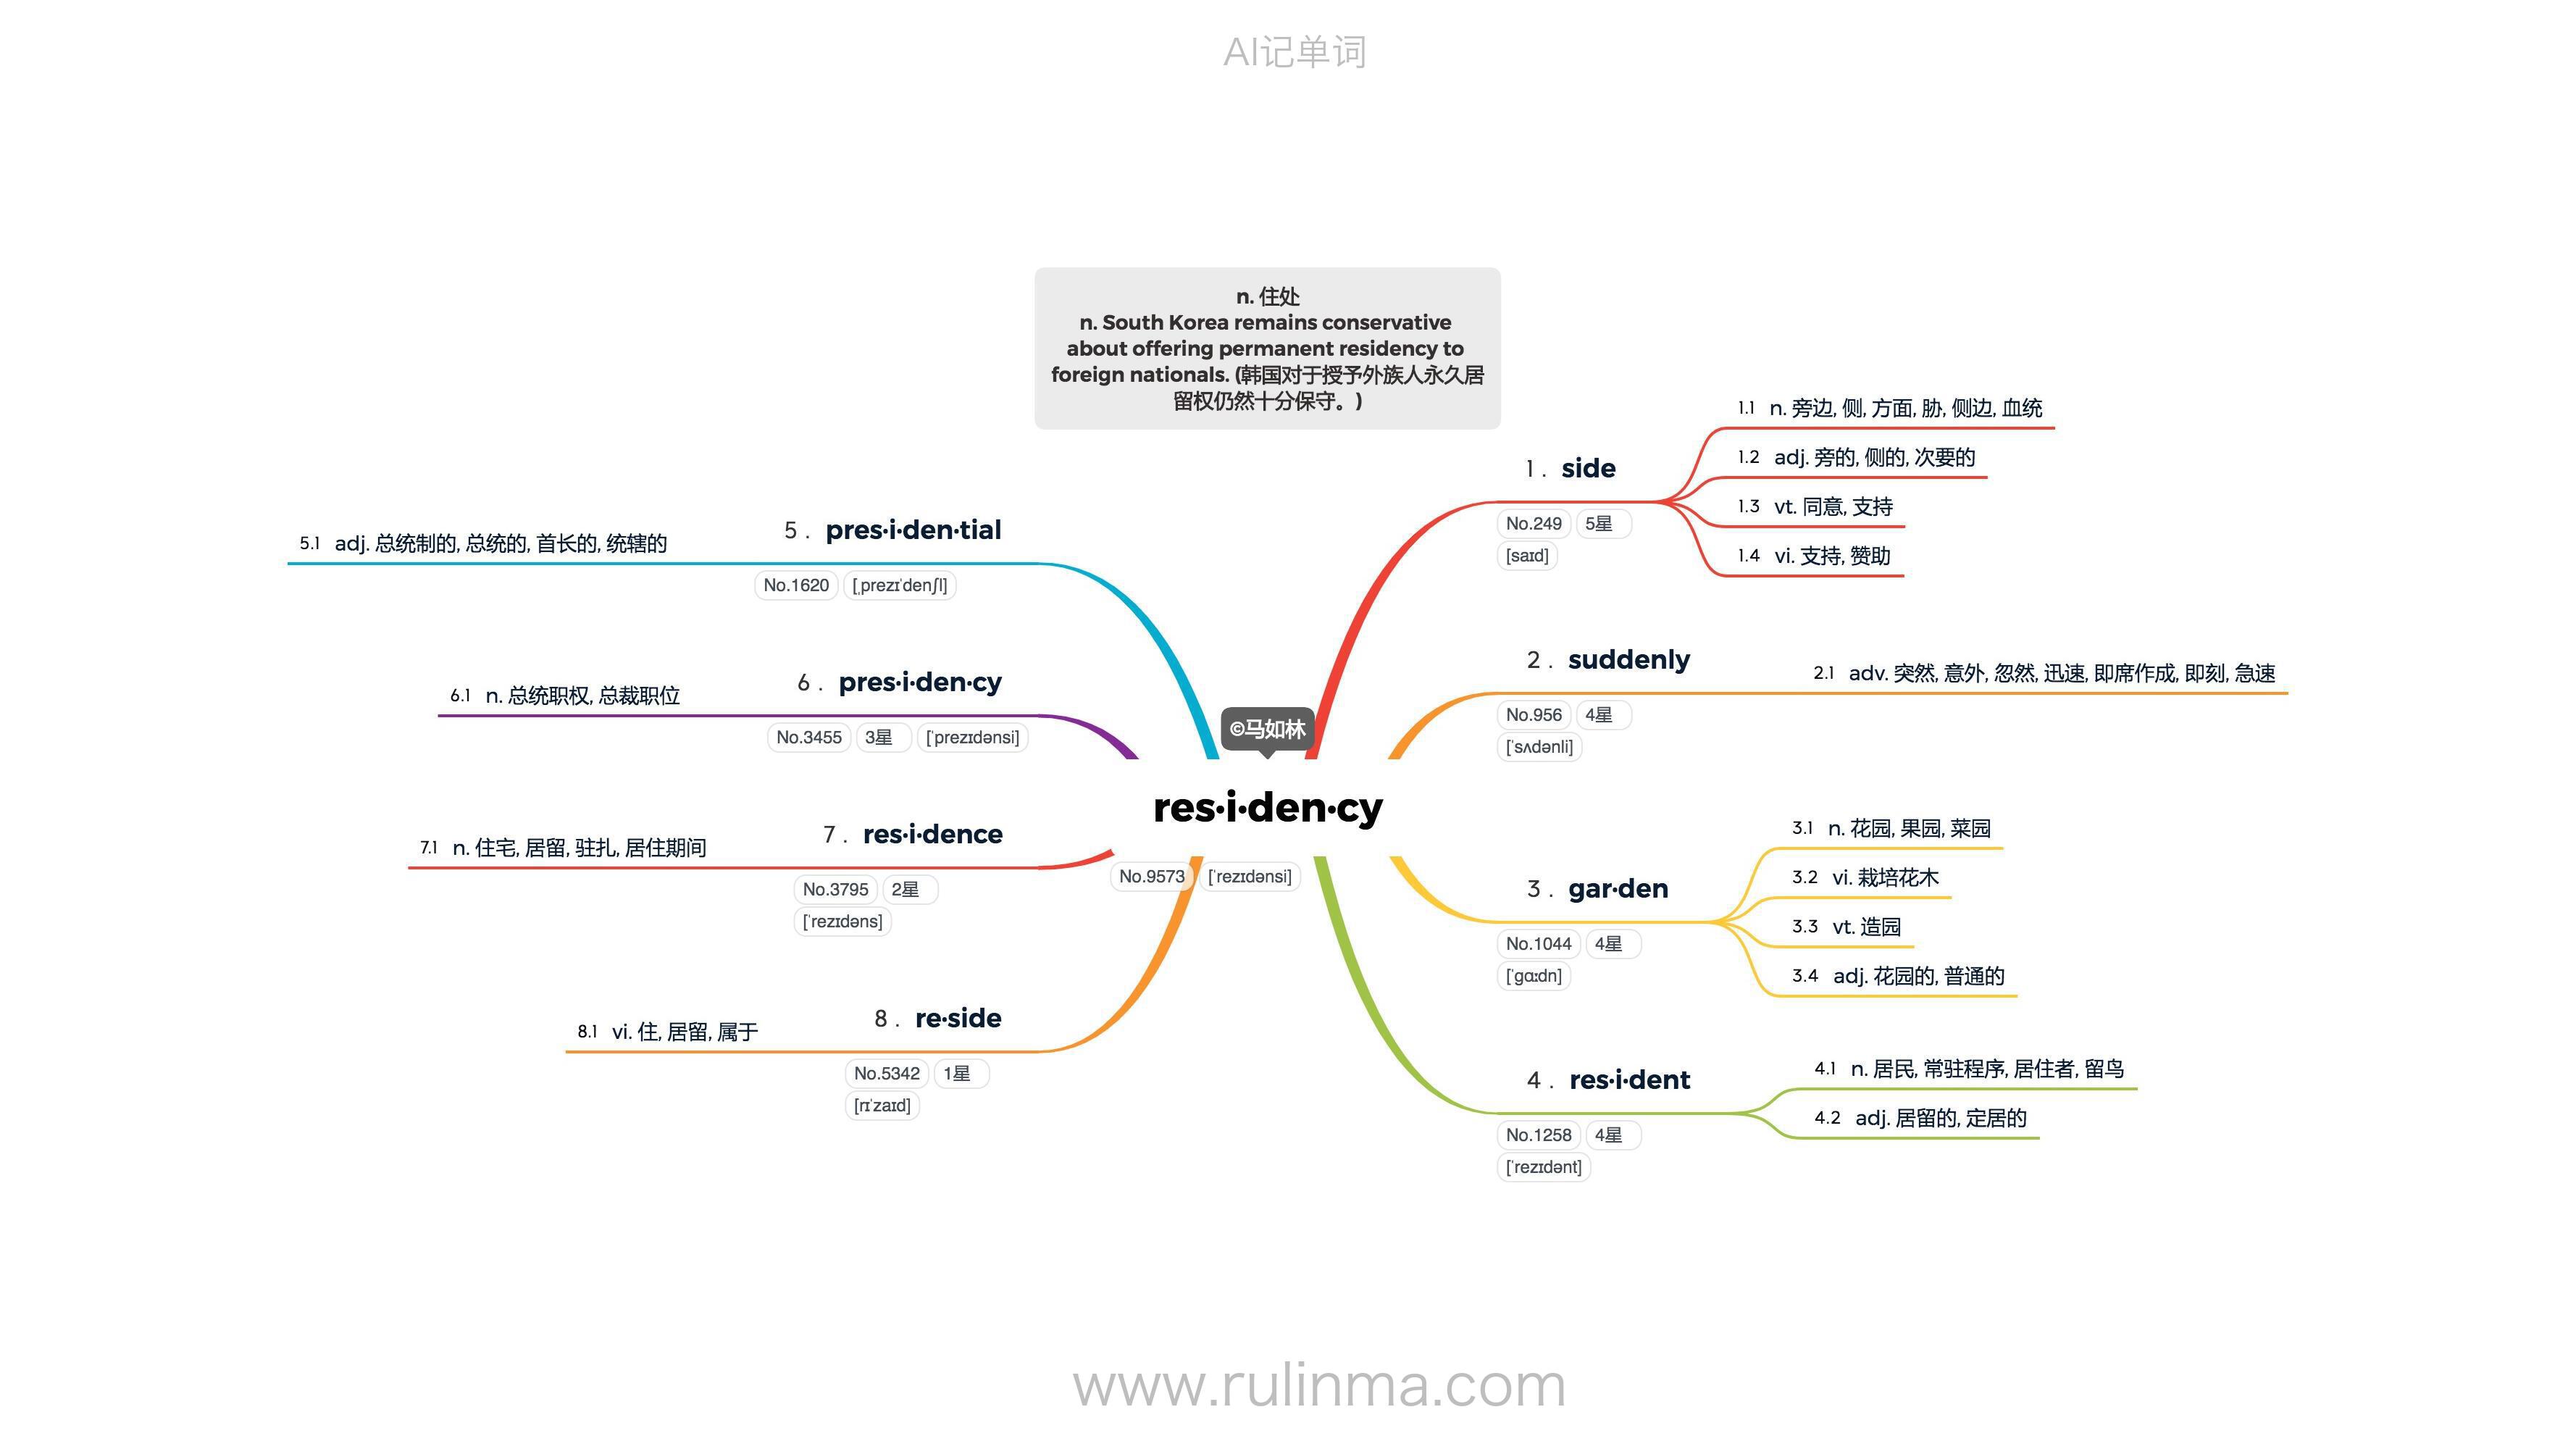 AI记单词
n. 住处
n. South Korea remains conservative
about offering permanent residency to
foreign nationals. (韩国对于授予外族人永久居
留权仍然十分保守。)
©马如林
res·i·den·cy
No.9573 [ˈrezɪdənsi]
1 . side
No.249 5星
[saɪd]
1.1 n. 旁边, 侧, 方面, 胁, 侧边, 血统
1.2 adj. 旁的, 侧的, 次要的
1.3 vt. 同意, 支持
1.4 vi. 支持, 赞助
2 . suddenly
No.956 4星
[ˈsʌdənli]
2.1 adv. 突然, 意外, 忽然, 迅速, 即席作成, 即刻, 急速
3 . gar·den
No.1044 4星
[ˈɡɑːdn]
3.1 n. 花园, 果园, 菜园
3.2 vi. 栽培花木
3.3 vt. 造园
3.4 adj. 花园的, 普通的
4 . res·i·dent
No.1258 4星
[ˈrezɪdənt]
4.1 n. 居民, 常驻程序, 居住者, 留鸟
4.2 adj. 居留的, 定居的
5 . pres·i·den·tial
No.1620 [ˌprezɪˈdenʃl]
5.1 adj. 总统制的, 总统的, 首长的, 统辖的
6 . pres·i·den·cy
No.3455 3星 [ˈprezɪdənsi]
6.1 n. 总统职权, 总裁职位
7 . res·i·dence
No.3795 2星
[ˈrezɪdəns]
7.1 n. 住宅, 居留, 驻扎, 居住期间
8 . re·side
No.5342 1星
[rɪˈzaɪd]
8.1 vi. 住, 居留, 属于
www.rulinma.com